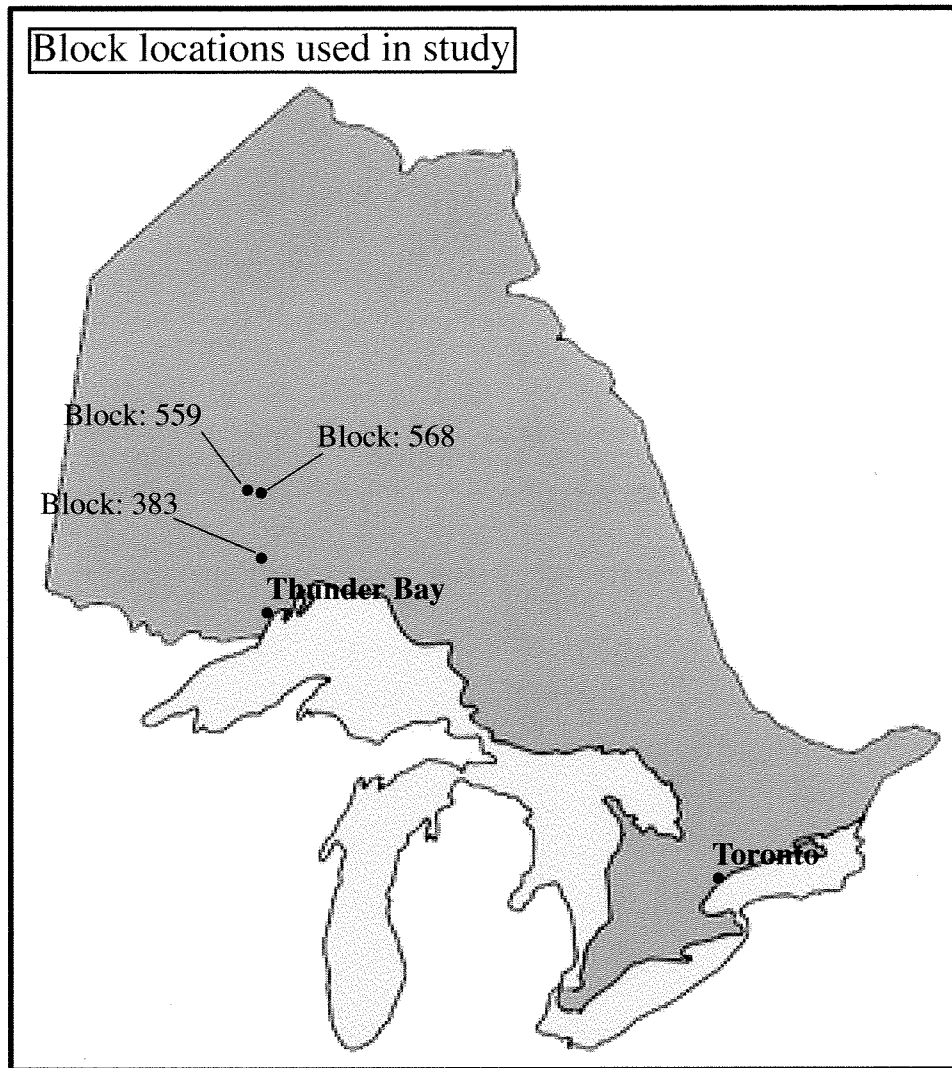 Block locations used in study
Block: 559
Block: 568
Block: 383
Thunder Bay
Toronto